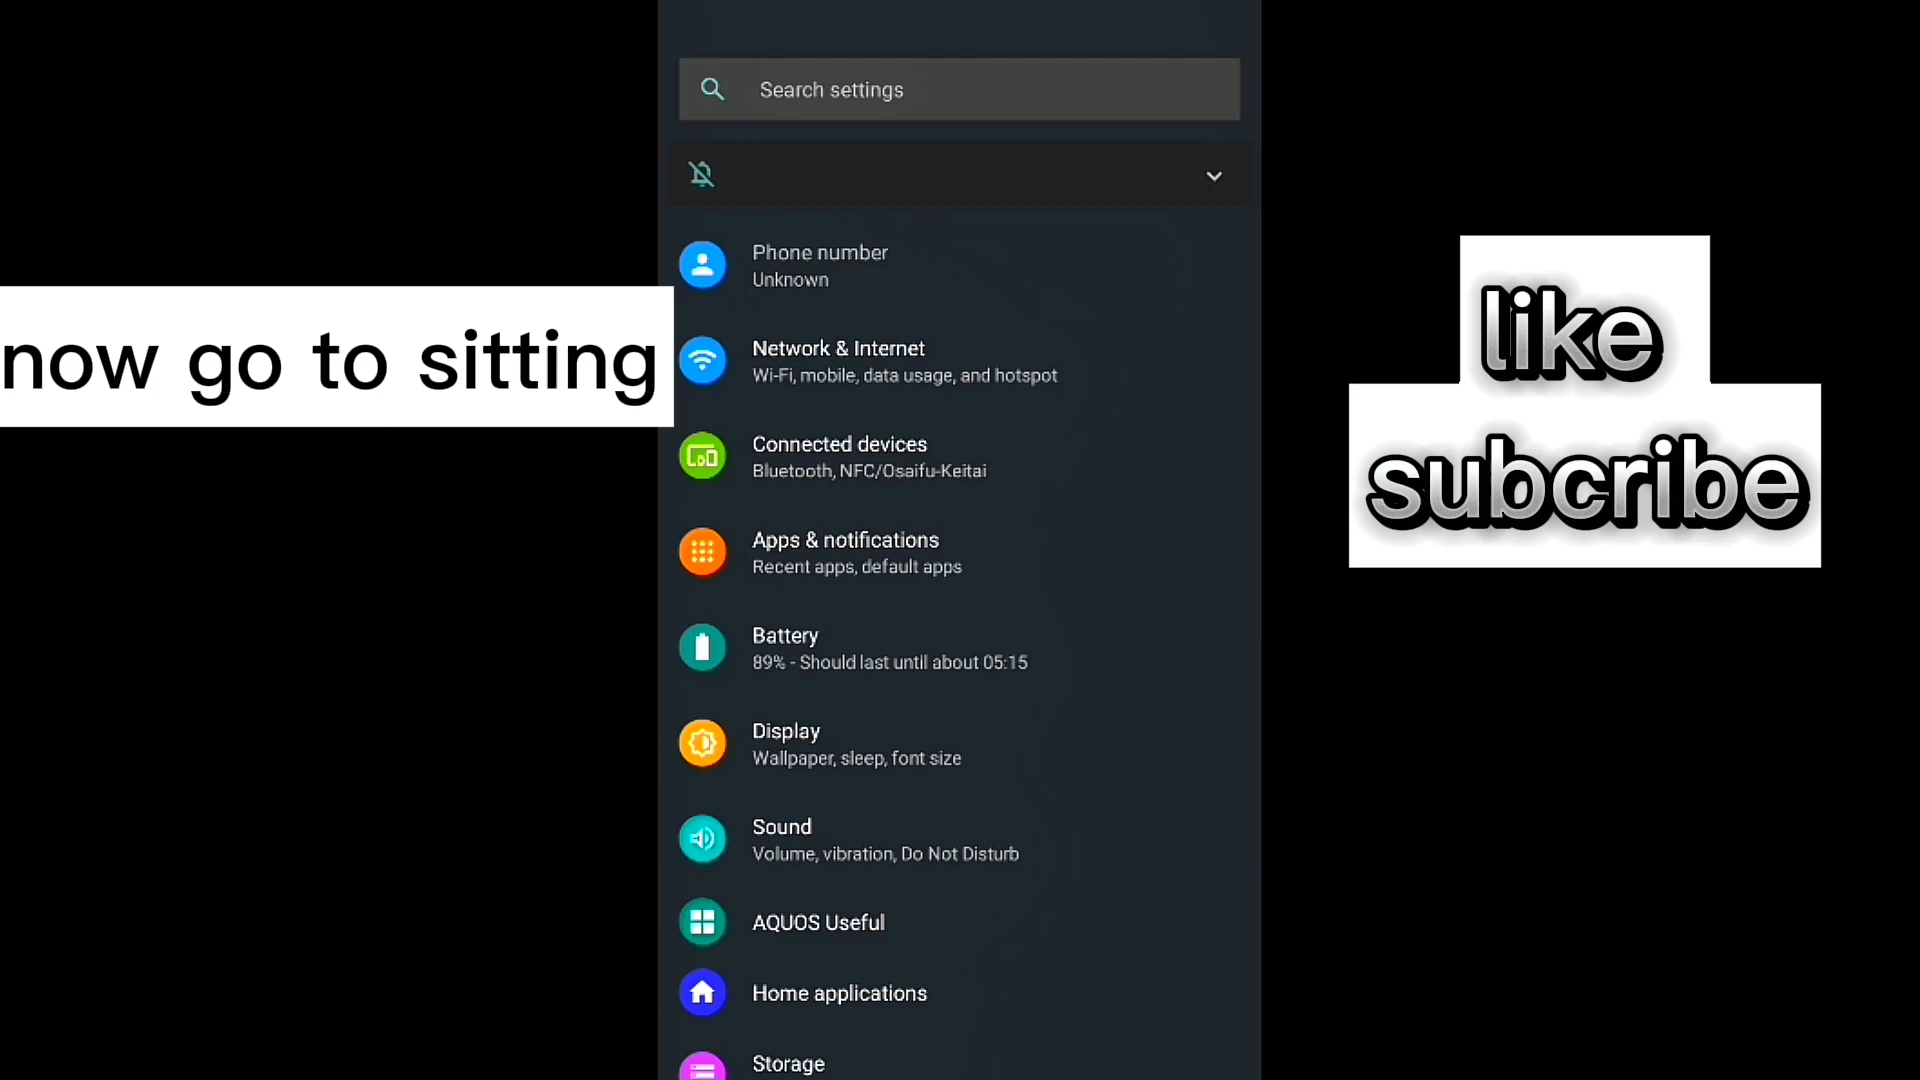 Search settings
Phone number
Unknown
now go to sitting
Network & Internet
Wi-Fi, mobile, data usage, and hotspot
Connected devices
Bluetooth, NFC/Osaifu-Keitai
Apps & notifications
Recent apps, default apps
Battery
89% - Should last until about 05:15
Display
Wallpaper, sleep, font size
Sound
Volume, vibration, Do Not Disturb
AQUOS Useful
Home applications
Storage
like
subcribe